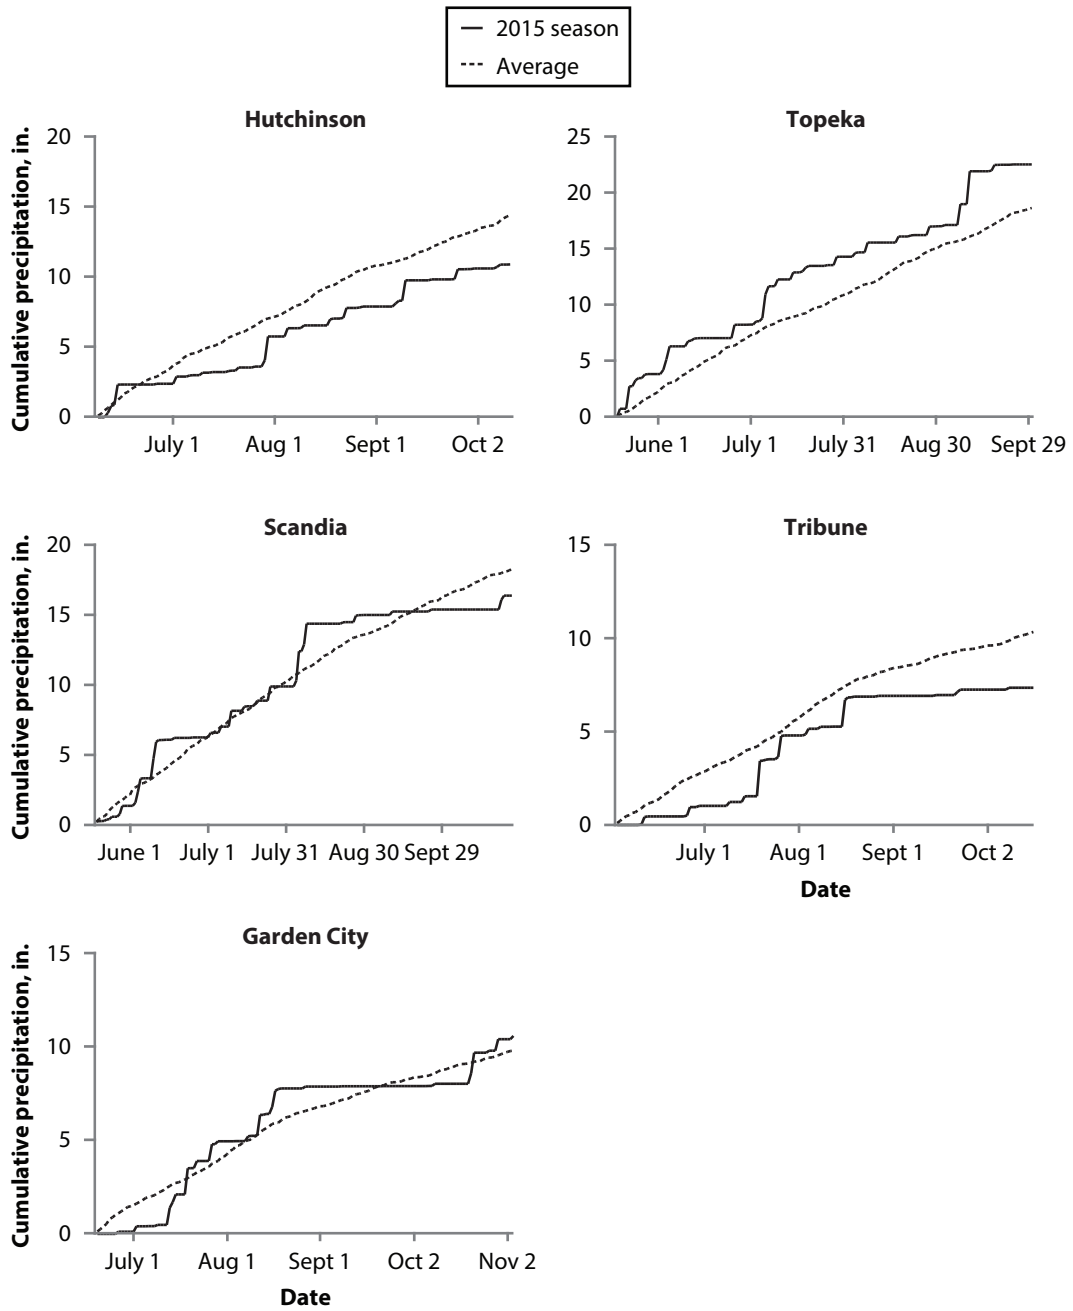 2015 season
Average
Hutchinson
Cumulative precipitation, in.
20
15
10
5
0
July 1 Aug 1 Sept 1 Oct 2
Topeka
25
20
15
10
5
0
June 1 July 1 July 31 Aug 30 Sept 29
Scandia
Cumulative precipitation, in.
20
15
10
5
0
June 1 July 1 July 31 Aug 30 Sept 29
Tribune
15
10
5
0
July 1 Aug 1 Sept 1 Oct 2
Date
Garden City
Cumulative precipitation, in.
15
10
5
0
July 1 Aug 1 Sept 1 Oct 2 Nov 2
Date